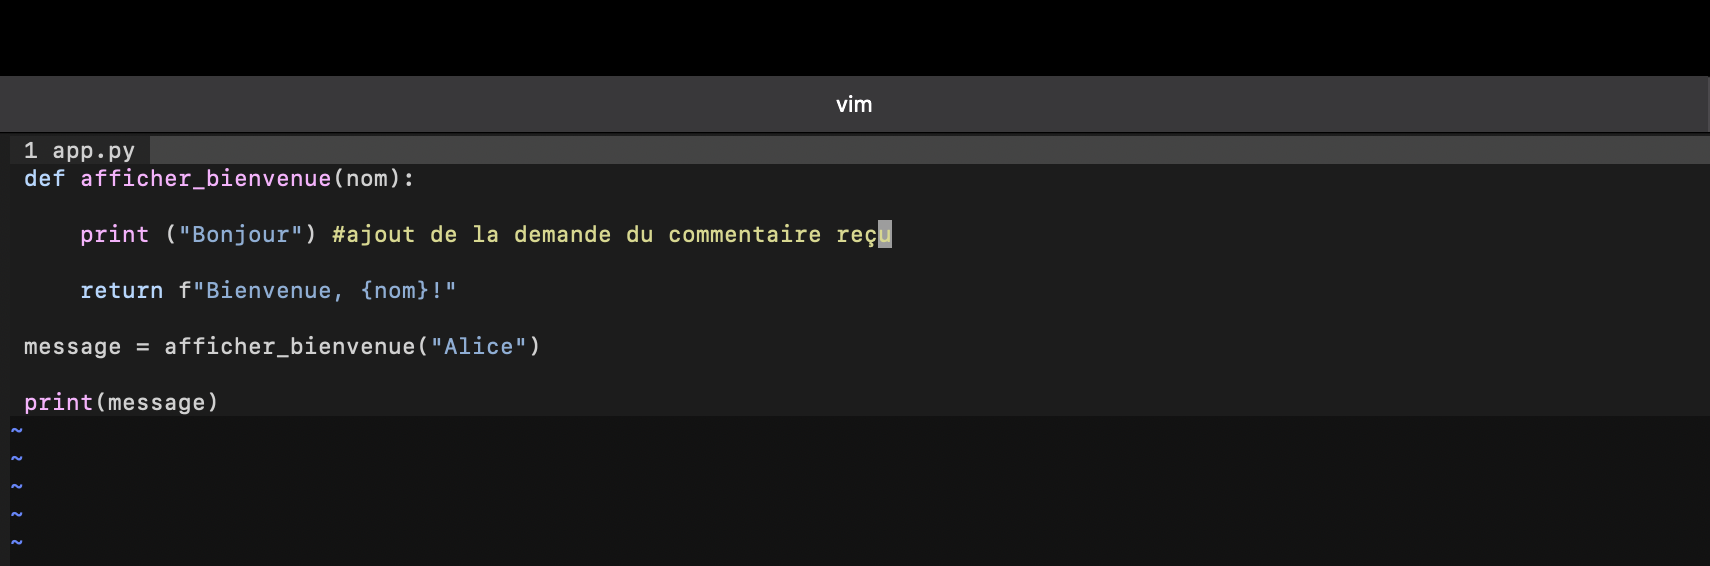 vim
1 app.py
def afficher_bienvenue(nom):
    print ("Bonjour") #ajout de la demande du commentaire reçu
    return f"Bienvenue, {nom}!"
message = afficher_bienvenue("Alice")
print(message)
~
~
~
~
~